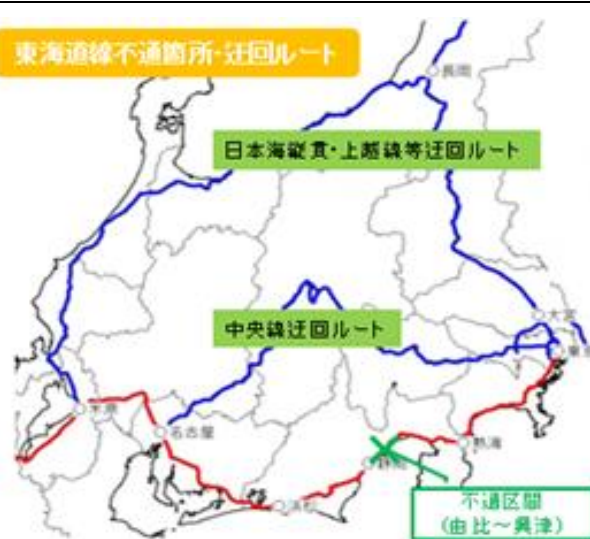 東海道線不通箇所・迂回ルート
長岡
日本海縦貫・上越線等迂回ルート
大宮
中央線迂回ルート
東京
米原
名古屋
熱海
静岡
浜松
不通区間
(由比～興津)